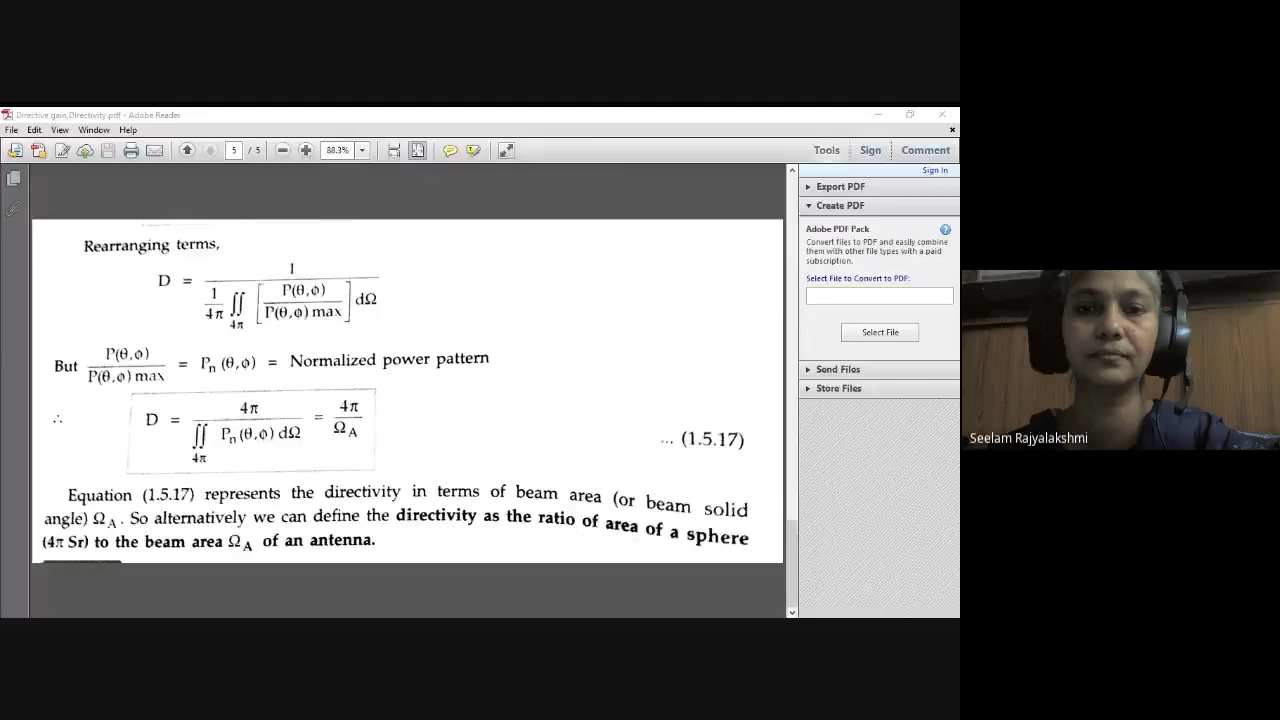 Directive gain,Directivity.pdf - Adobe Reader
File Edit View Window Help
5 / 5 88.3% Tools Sign Comment
Sign In
Export PDF
Create PDF
Adobe PDF Pack
Convert files to PDF and easily combine
them with other file types with a paid
subscription.
Select File to Convert to PDF:
Select File
Send Files
Store Files
Rearranging terms,
D = 1 / (1/4π ∬4π [P(θ,ϕ) / P(θ,ϕ) max] dΩ)
But P(θ,ϕ) / P(θ,ϕ) max = Pn (θ,ϕ) = Normalized power pattern
∴ D = 4π / ∬4π Pn(θ,ϕ) dΩ = 4π / ΩA ... (1.5.17)
Equation (1.5.17) represents the directivity in terms of beam area (or beam solid
angle) ΩA. So alternatively we can define the directivity as the ratio of area of a sphere
(4π Sr) to the beam area ΩA of an antenna.
Seelam Rajyalakshmi